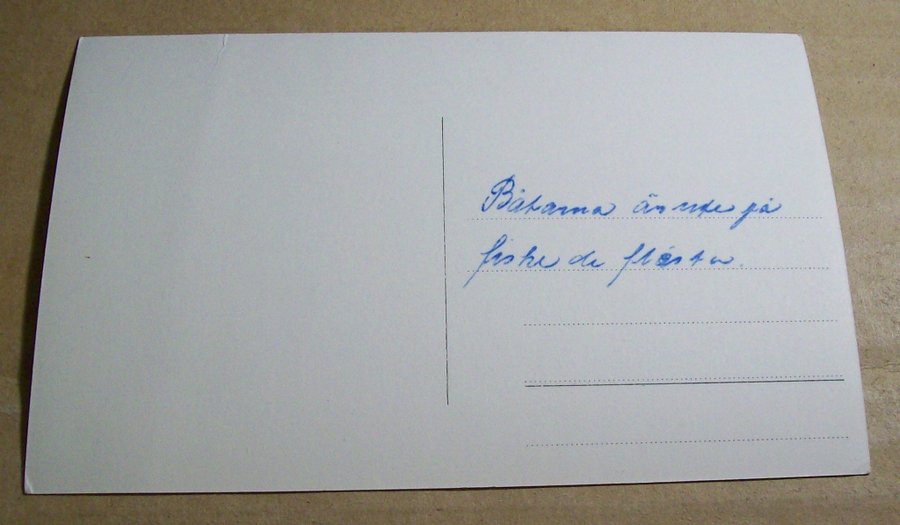 Båtarna är ute på
fiske de flesta.